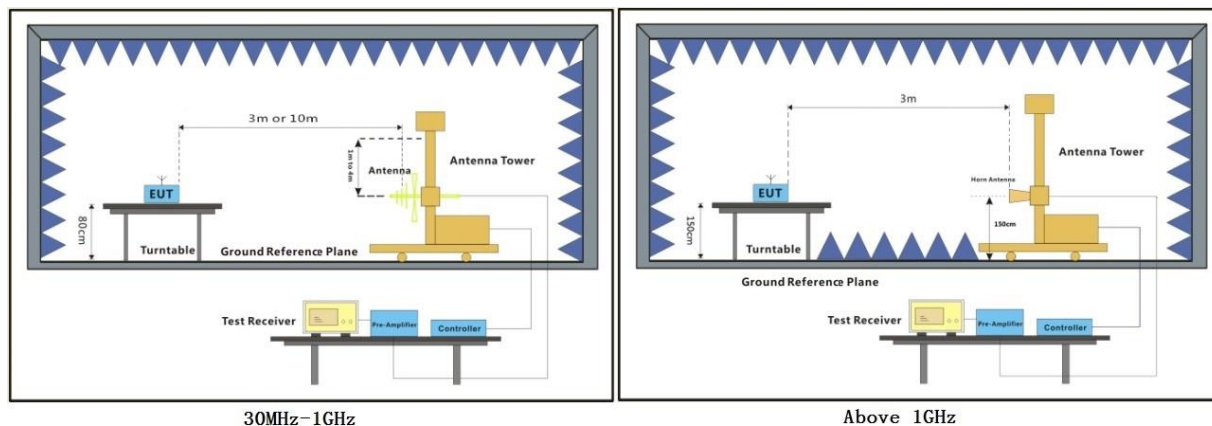 3m or 10m
1m to 4m
Antenna
Antenna Tower
EUT
80cm
Turntable
Ground Reference Plane
Test Receiver
Pre-Amplifier
Controller
30MHz-1GHz
3m
Antenna Tower
Horn Antenna
EUT
150cm
150cm
Turntable
Ground Reference Plane
Test Receiver
Pre-Amplifier
Controller
Above 1GHz